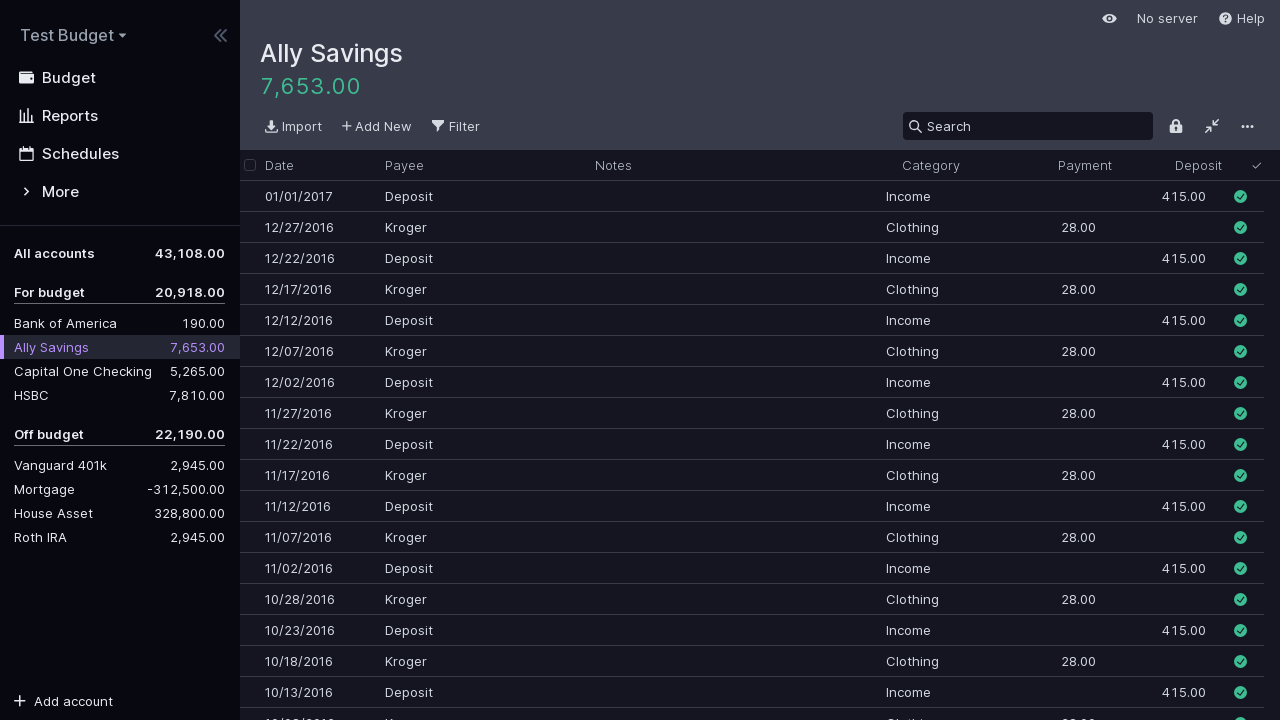 Test Budget
Budget
Reports
Schedules
More
All accounts 43,108.00
For budget 20,918.00
Bank of America 190.00
Ally Savings 7,653.00
Capital One Checking 5,265.00
HSBC 7,810.00
Off budget 22,190.00
Vanguard 401k 2,945.00
Mortgage -312,500.00
House Asset 328,800.00
Roth IRA 2,945.00
Add account
No server Help
Ally Savings
7,653.00
Import Add New Filter Search
Date Payee Notes Category Payment Deposit
01/01/2017 Deposit Income 415.00
12/27/2016 Kroger Clothing 28.00
12/22/2016 Deposit Income 415.00
12/17/2016 Kroger Clothing 28.00
12/12/2016 Deposit Income 415.00
12/07/2016 Kroger Clothing 28.00
12/02/2016 Deposit Income 415.00
11/27/2016 Kroger Clothing 28.00
11/22/2016 Deposit Income 415.00
11/17/2016 Kroger Clothing 28.00
11/12/2016 Deposit Income 415.00
11/07/2016 Kroger Clothing 28.00
11/02/2016 Deposit Income 415.00
10/28/2016 Kroger Clothing 28.00
10/23/2016 Deposit Income 415.00
10/18/2016 Kroger Clothing 28.00
10/13/2016 Deposit Income 415.00